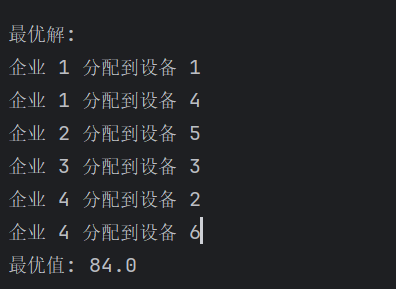 最优解:
企业 1 分配到设备 1
企业 1 分配到设备 4
企业 2 分配到设备 5
企业 3 分配到设备 3
企业 4 分配到设备 2
企业 4 分配到设备 6
最优值: 84.0